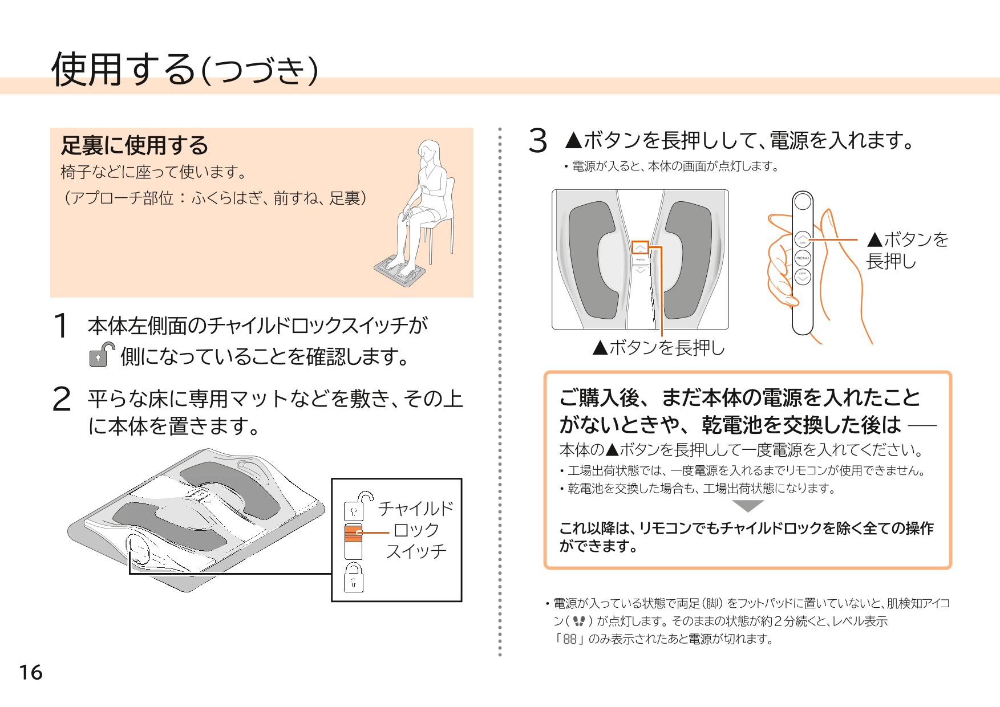 使用する（つづき）
足裏に使用する
椅子などに座って使います。
（アプローチ部位：ふくらはぎ、前すね、足裏）
1 本体左側面のチャイルドロックスイッチが
側になっていることを確認します。
2 平らな床に専用マットなどを敷き、その上
に本体を置きます。
チャイルド
ロック
スイッチ
3 ▲ボタンを長押しして、電源を入れます。
・電源が入ると、本体の画面が点灯します。
MENU
▲ボタンを長押し
ON
MENU
OFF
▲ボタンを
長押し
ご購入後、まだ本体の電源を入れたこと
がないときや、乾電池を交換した後は ──
本体の▲ボタンを長押しして一度電源を入れてください。
・工場出荷状態では、一度電源を入れるまでリモコンが使用できません。
・乾電池を交換した場合も、工場出荷状態になります。
これ以降は、リモコンでもチャイルドロックを除く全ての操作
ができます。
・電源が入っている状態で両足（脚）をフットパッドに置いていないと、肌検知アイコ
ン（ ）が点灯します。そのままの状態が約2分続くと、レベル表示
「88」のみ表示されたあと電源が切れます。
16